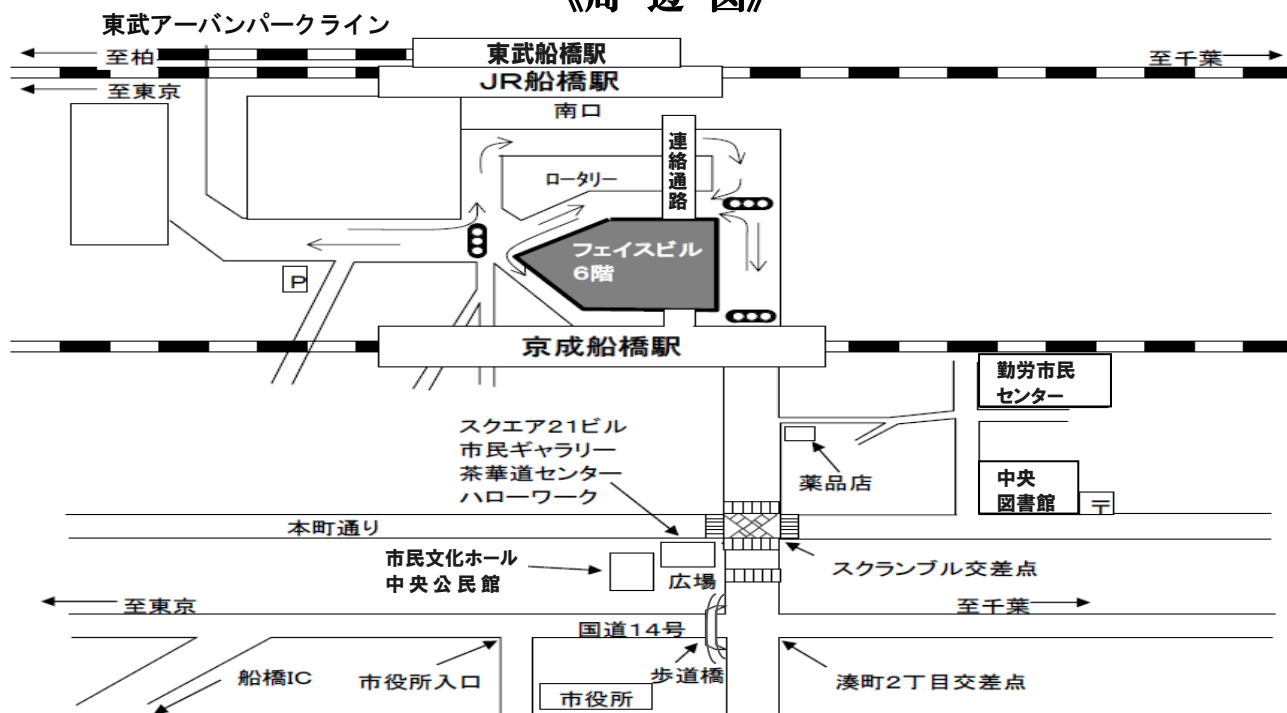 《周 辺 図》
東武アーバンパークライン
至柏
東武船橋駅
至千葉
JR船橋駅
至東京
南口
連絡通路
ロータリー
フェイスビル
6階
P
京成船橋駅
勤労市民
センター
スクエア21ビル
市民ギャラリー
茶華道センター
ハローワーク
薬品店
中央
図書館
〒
本町通り
市民文化ホール
中央公民館
広場
スクランブル交差点
至東京
至千葉
国道14号
船橋IC
市役所入口
歩道橋
湊町2丁目交差点
市役所